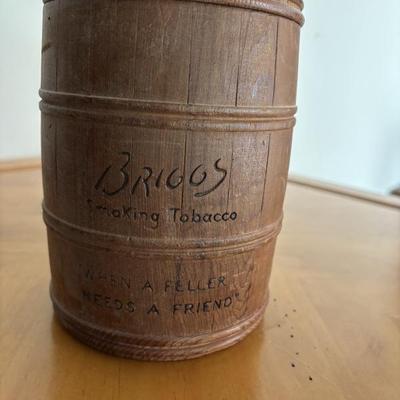 BRIGGS
Smoking Tobacco
"WHEN A FELLER
NEEDS A FRIEND"